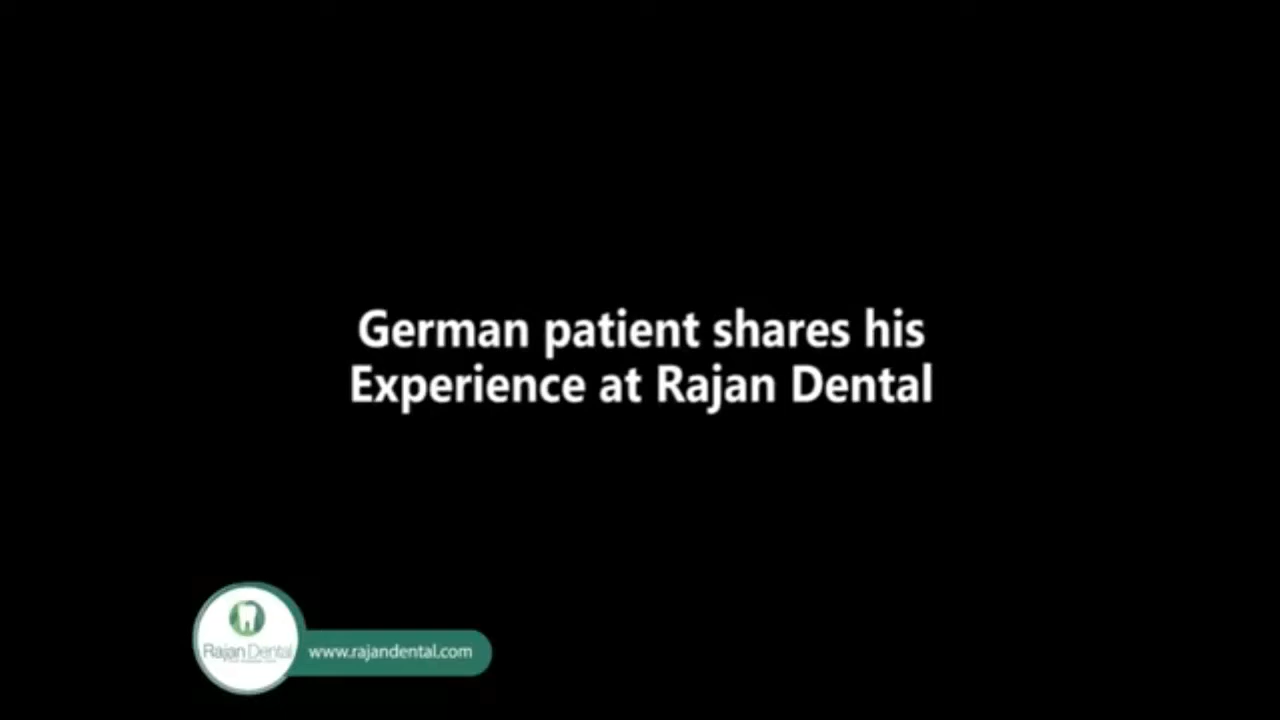 German patient shares his
Experience at Rajan Dental
Rajan Dental
www.rajandental.com